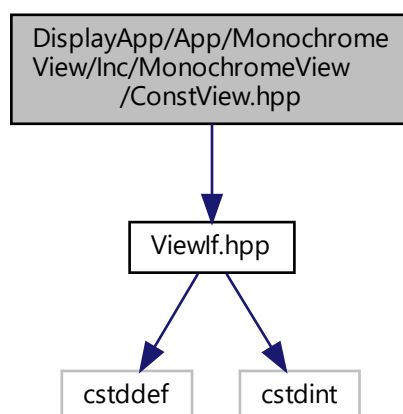 DisplayApp/App/Monochrome
View/Inc/MonochromeView
/ConstView.hpp
ViewIf.hpp
cstddef
cstdint